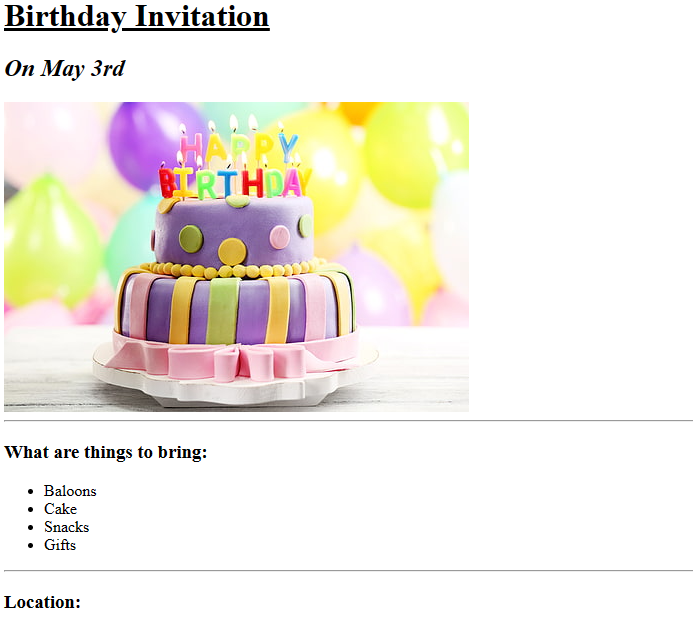 Birthday Invitation
On May 3rd
HAPPY
BIRTHDAY
What are things to bring:
Baloons
Cake
Snacks
Gifts
Location: